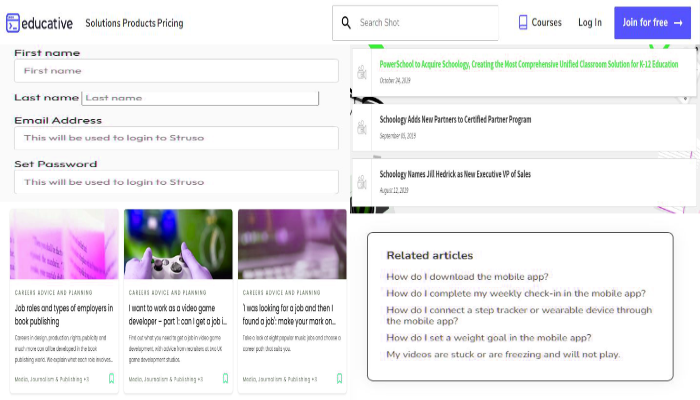 educative
Solutions Products Pricing
Search Shot
Courses
Log In
Join for free →
First name
First name
Last name Last name
Email Address
This will be used to login to Struso
Set Password
This will be used to login to Struso
PowerSchool to Acquire Schoology, Creating the Most Comprehensive Unified Classroom Solution for K-12 Education
October 24, 2019
Schoology Adds New Partners to Certified Partner Program
September 05, 2019
Schoology Names Jill Hedrick as New Executive VP of Sales
August 12, 2019
CAREERS ADVICE AND PLANNING
Job roles and types of employers in
book publishing
Careers in design, production, rights, publicity and
much more can all be developed in the book
publishing world. We explain what each role involves...
Media, Journalism & Publishing +3
CAREERS ADVICE AND PLANNING
I want to work as a video game
developer – part 1: can I get a job i...
Find out what you need to get a job in video game
development, with advice from recruiters at two UK
game development studios.
Media, Journalism & Publishing +3
CAREERS ADVICE AND PLANNING
'I was looking for a job and then I
found a job': make your mark on...
Take a look at eight popular music jobs and choose a
career path that suits you.
Media, Journalism & Publishing +3
Related articles
How do I download the mobile app?
How do I complete my weekly check-in in the mobile app?
How do I connect a step tracker or wearable device through
the mobile app?
How do I set a weight goal in the mobile app?
My videos are stuck or are freezing and will not play.